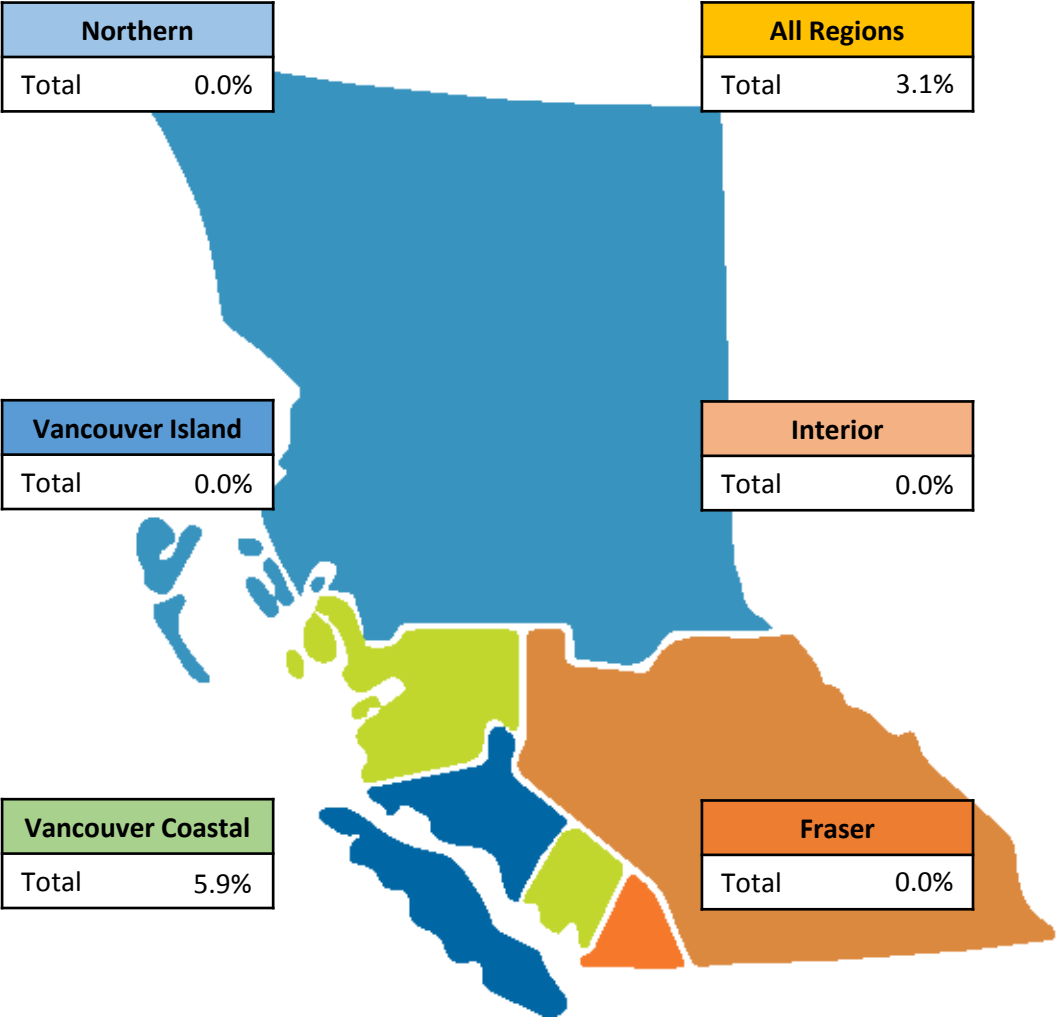 Northern
Total 0.0%
All Regions
Total 3.1%
Vancouver Island
Total 0.0%
Interior
Total 0.0%
Vancouver Coastal
Total 5.9%
Fraser
Total 0.0%